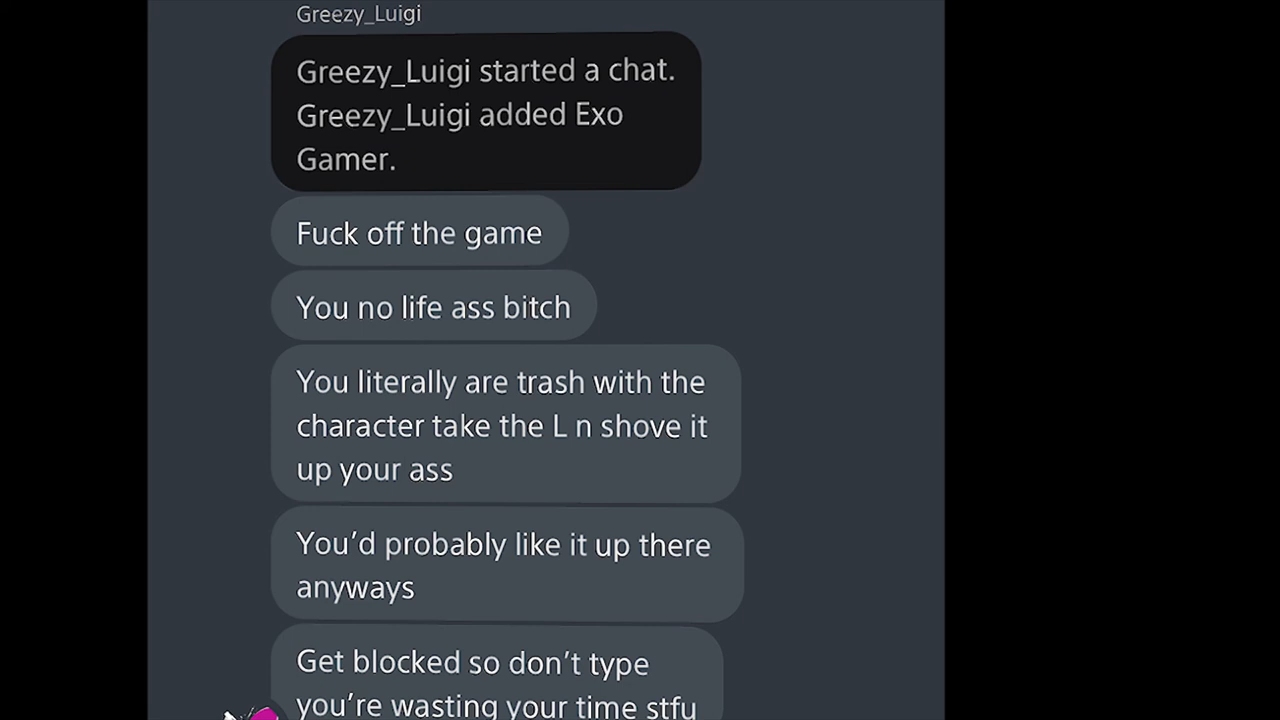 Greezy_Luigi
Greezy_Luigi started a chat.
Greezy_Luigi added Exo
Gamer.
Fuck off the game
You no life ass bitch
You literally are trash with the
character take the L n shove it
up your ass
You'd probably like it up there
anyways
Get blocked so don't type
you're wasting your time stfu